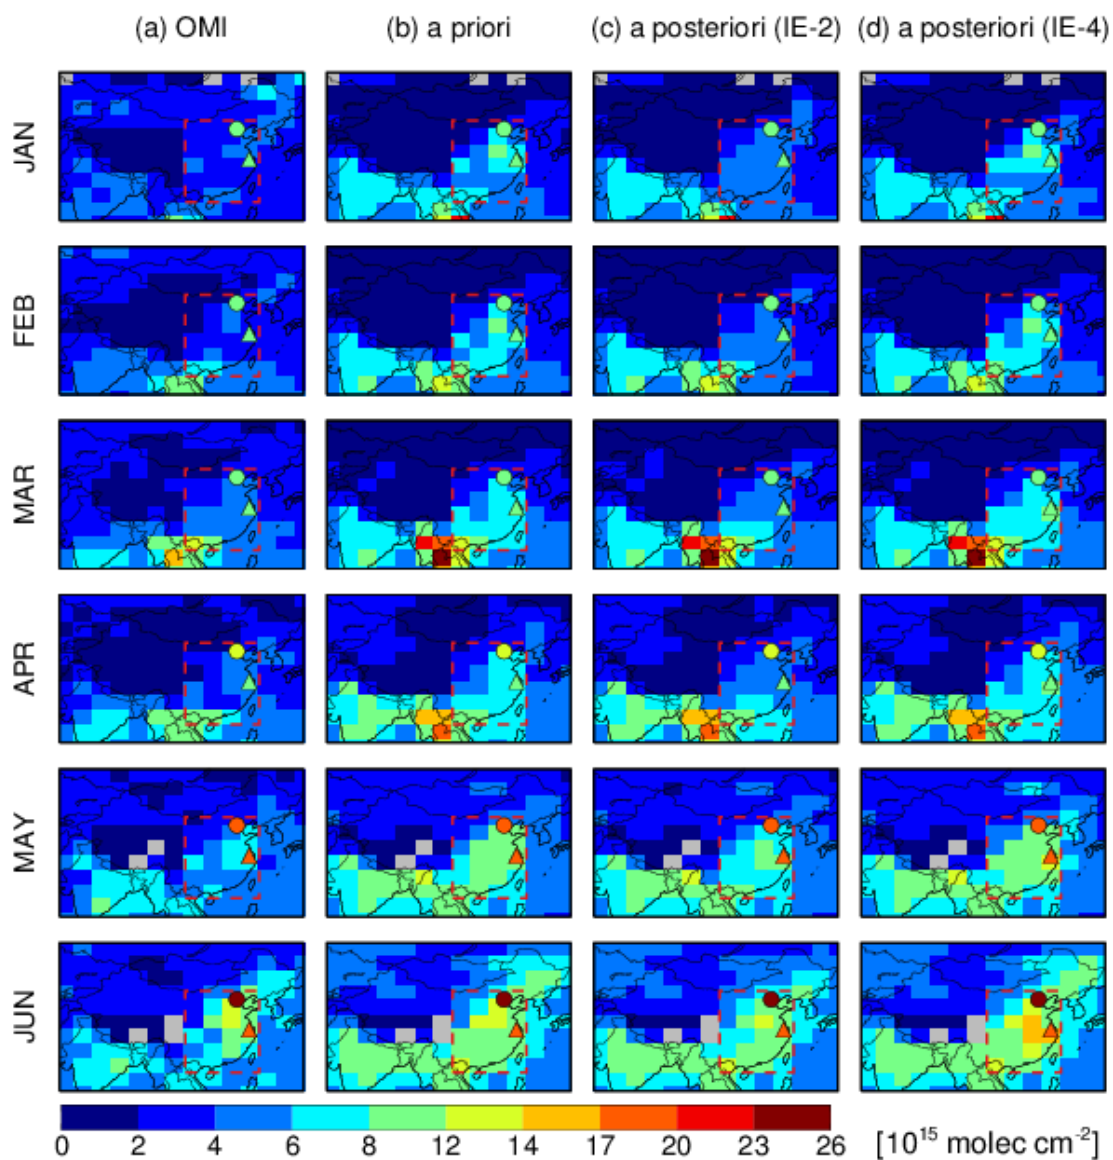 (a) OMI (b) a priori (c) a posteriori (IE-2) (d) a posteriori (IE-4)
JAN
FEB
MAR
APR
MAY
JUN
0 2 4 6 8 12 14 17 20 23 26 [10¹⁵ molec cm⁻²]